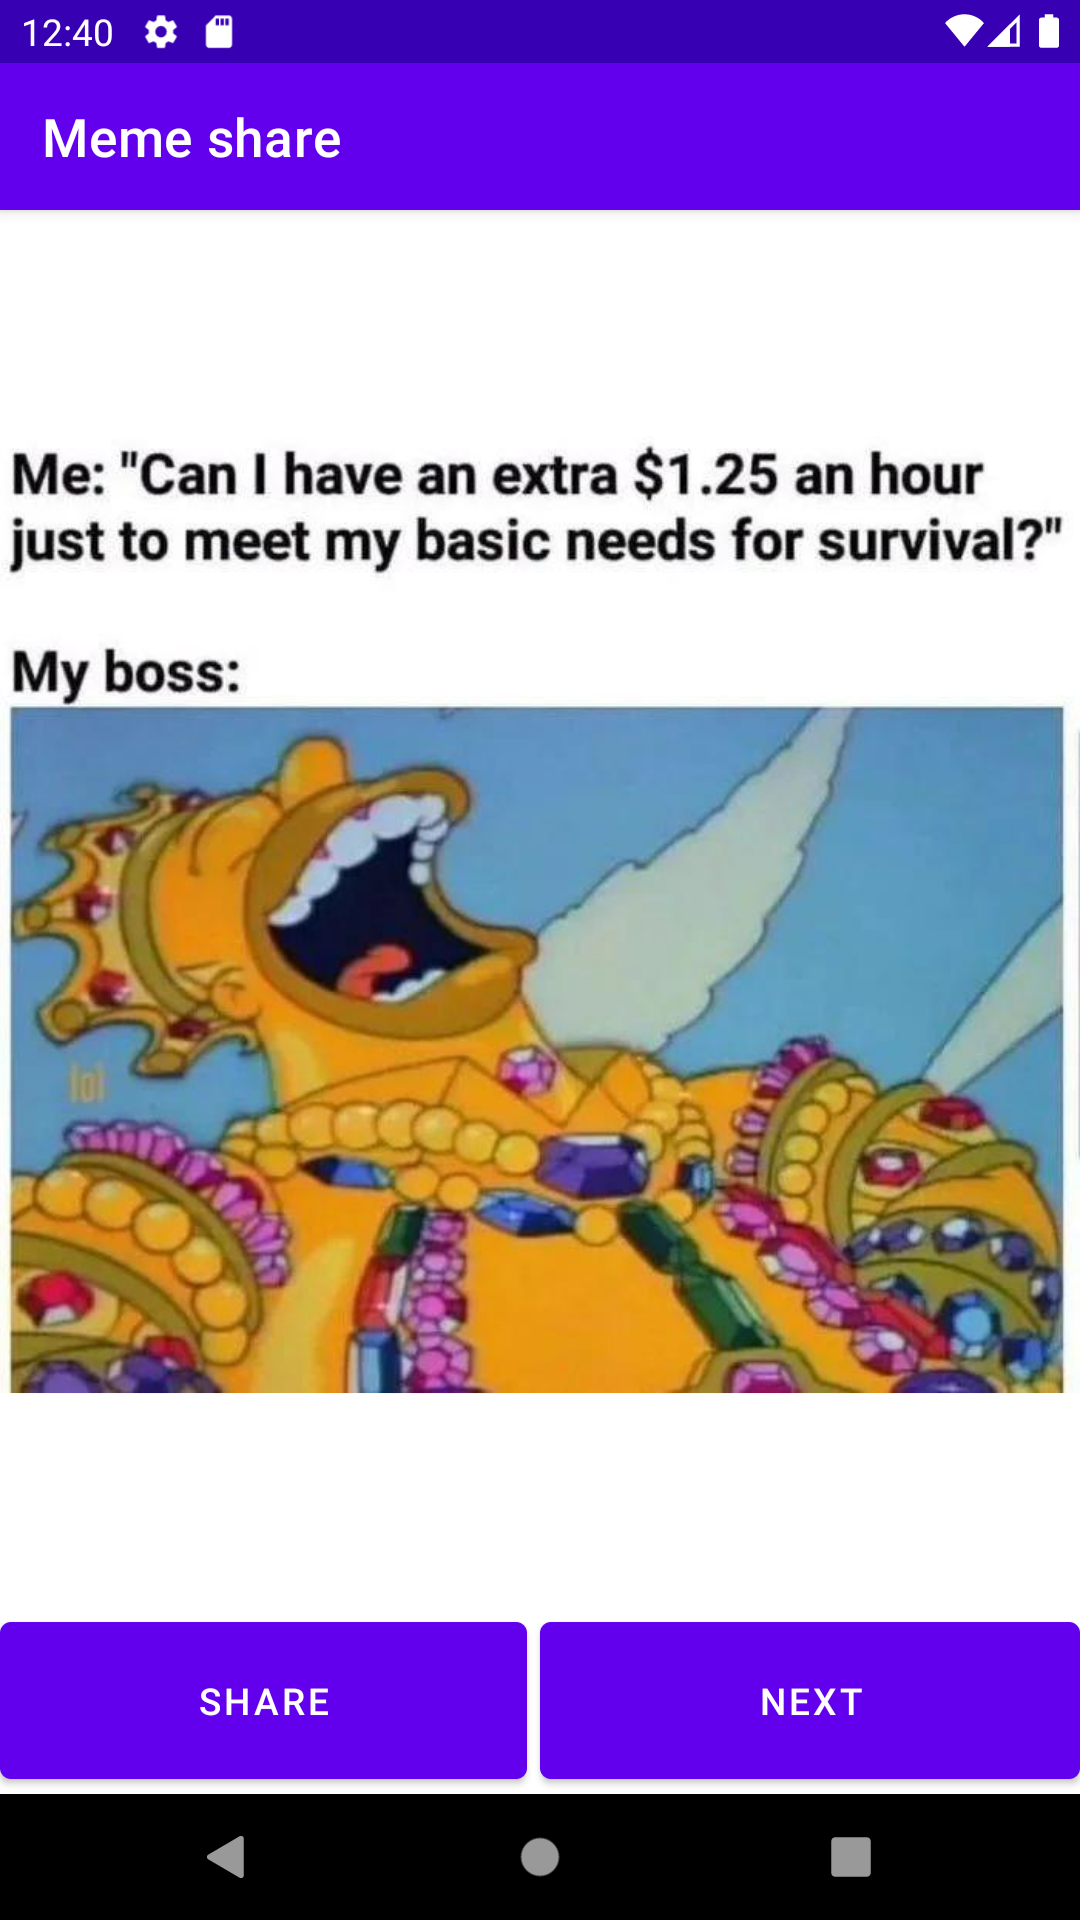 12:40
Meme share
Me: "Can I have an extra $1.25 an hour
just to meet my basic needs for survival?"
My boss:
lol
SHARE
NEXT